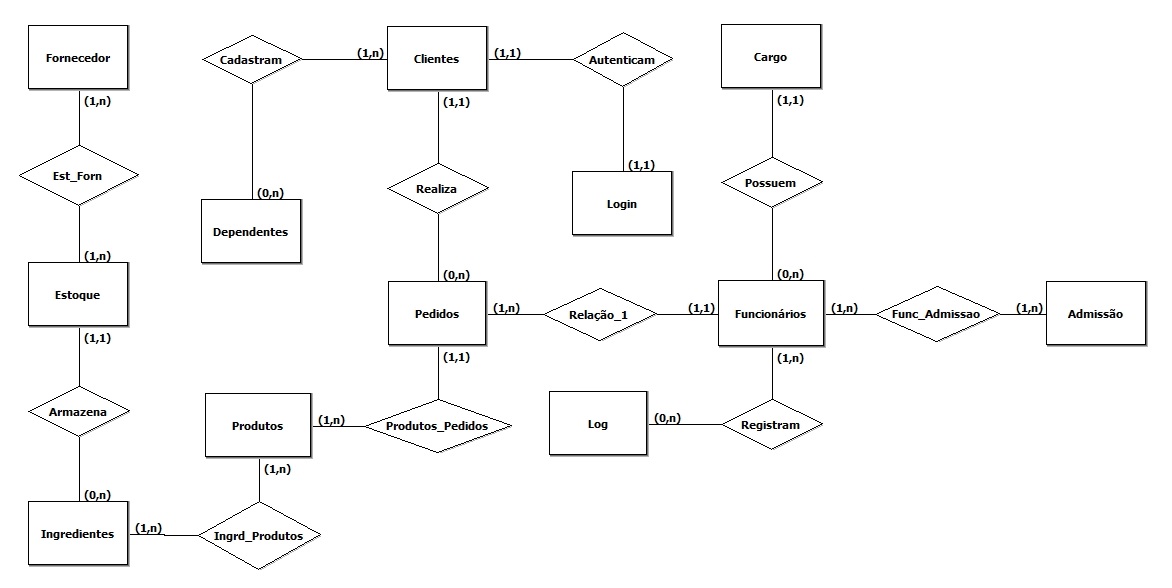 Fornecedor
Cadastram
(1,n)
Clientes
(1,1)
Autenticam
Cargo
(1,n)
(1,1)
(1,1)
Est_Forn
(1,1)
Possuem
Realiza
(0,n)
Login
Dependentes
(1,n)
(0,n)
(0,n)
Estoque
Pedidos
(1,n)
Relação_1
(1,1)
Funcionários
(1,n)
Func_Admissao
(1,n)
Admissão
(1,1)
(1,1)
(1,n)
Armazena
Produtos
(1,n)
Produtos_Pedidos
Log
(0,n)
Registram
(1,n)
(0,n)
Ingredientes
(1,n)
Ingrd_Produtos